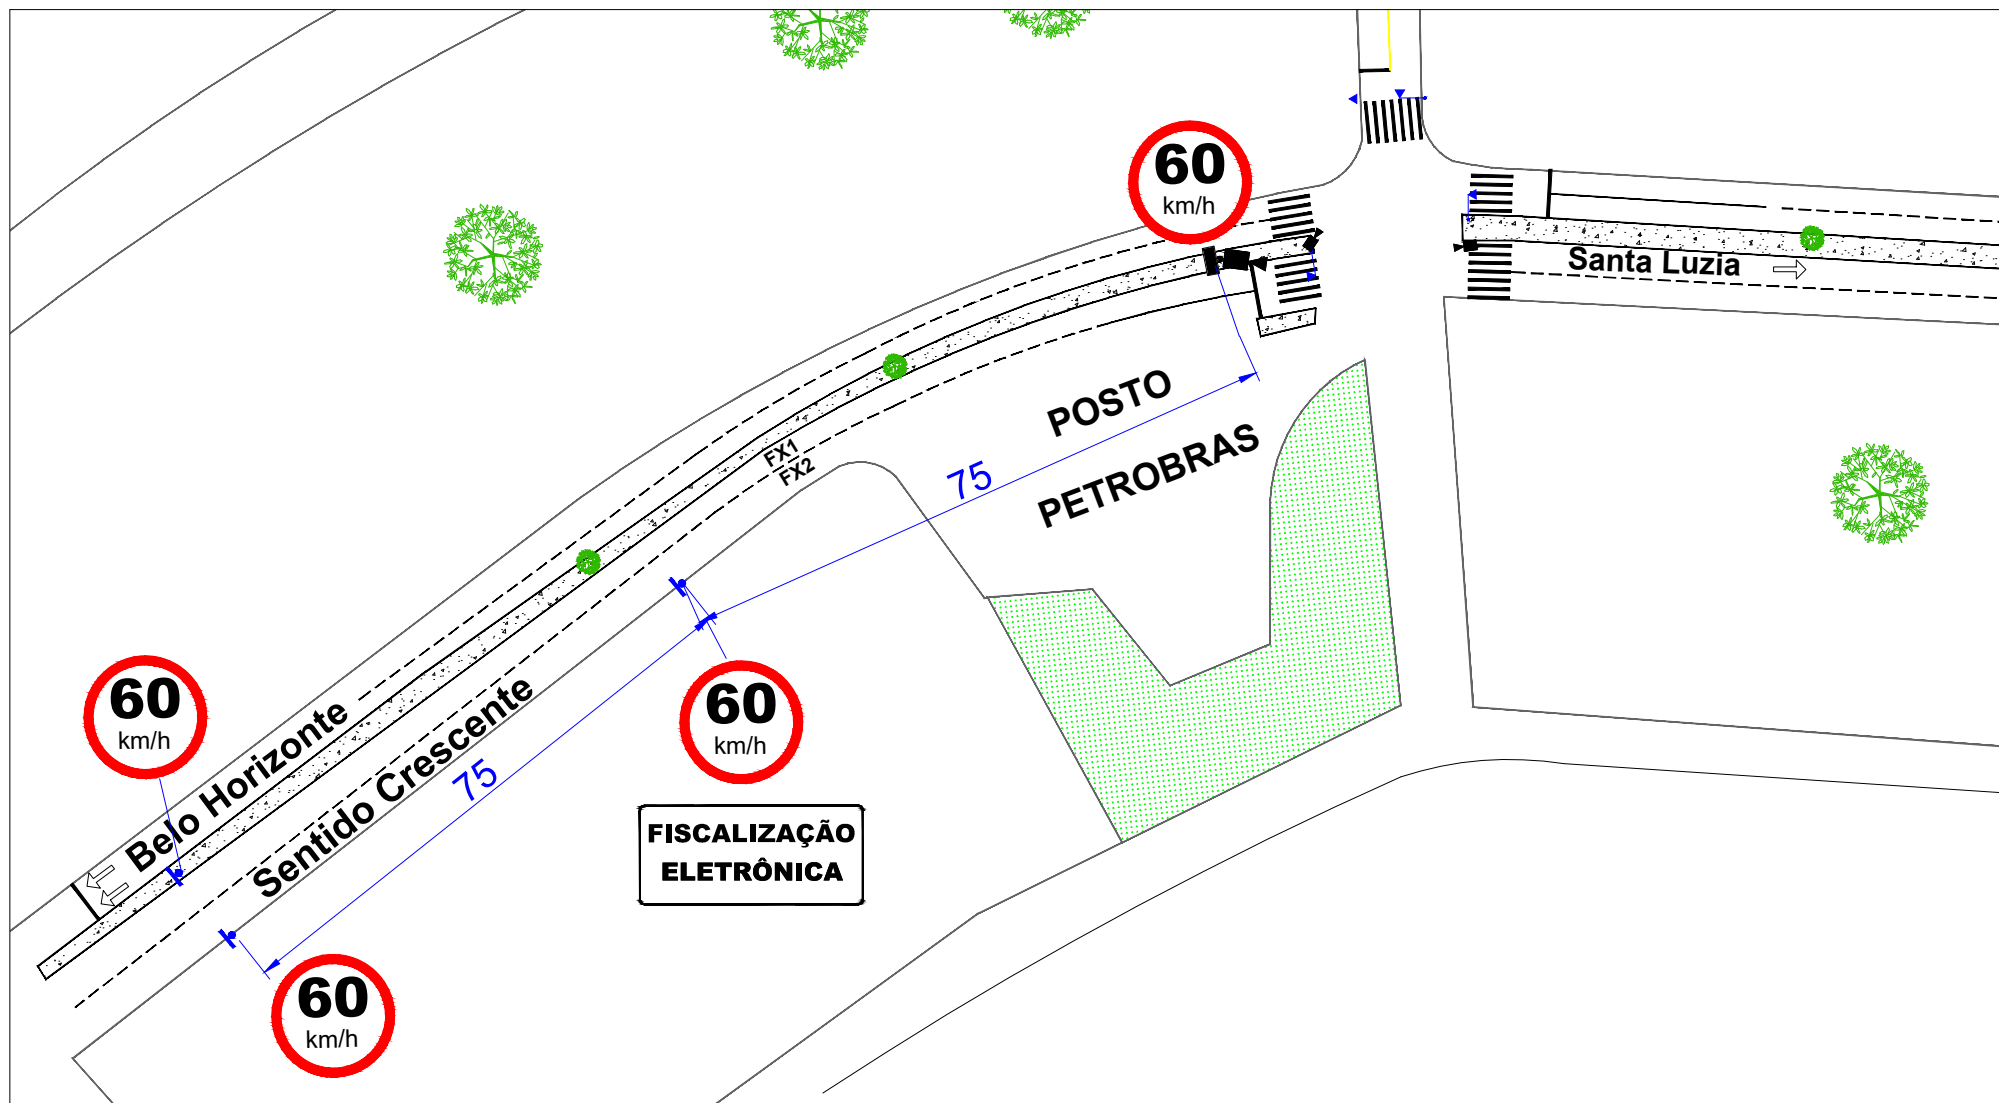 60
km/h
Santa Luzia
POSTO
PETROBRAS
75
FX1
FX2
60
km/h
Belo Horizonte
Sentido Crescente
75
60
km/h
FISCALIZAÇÃO
ELETRÔNICA
60
km/h